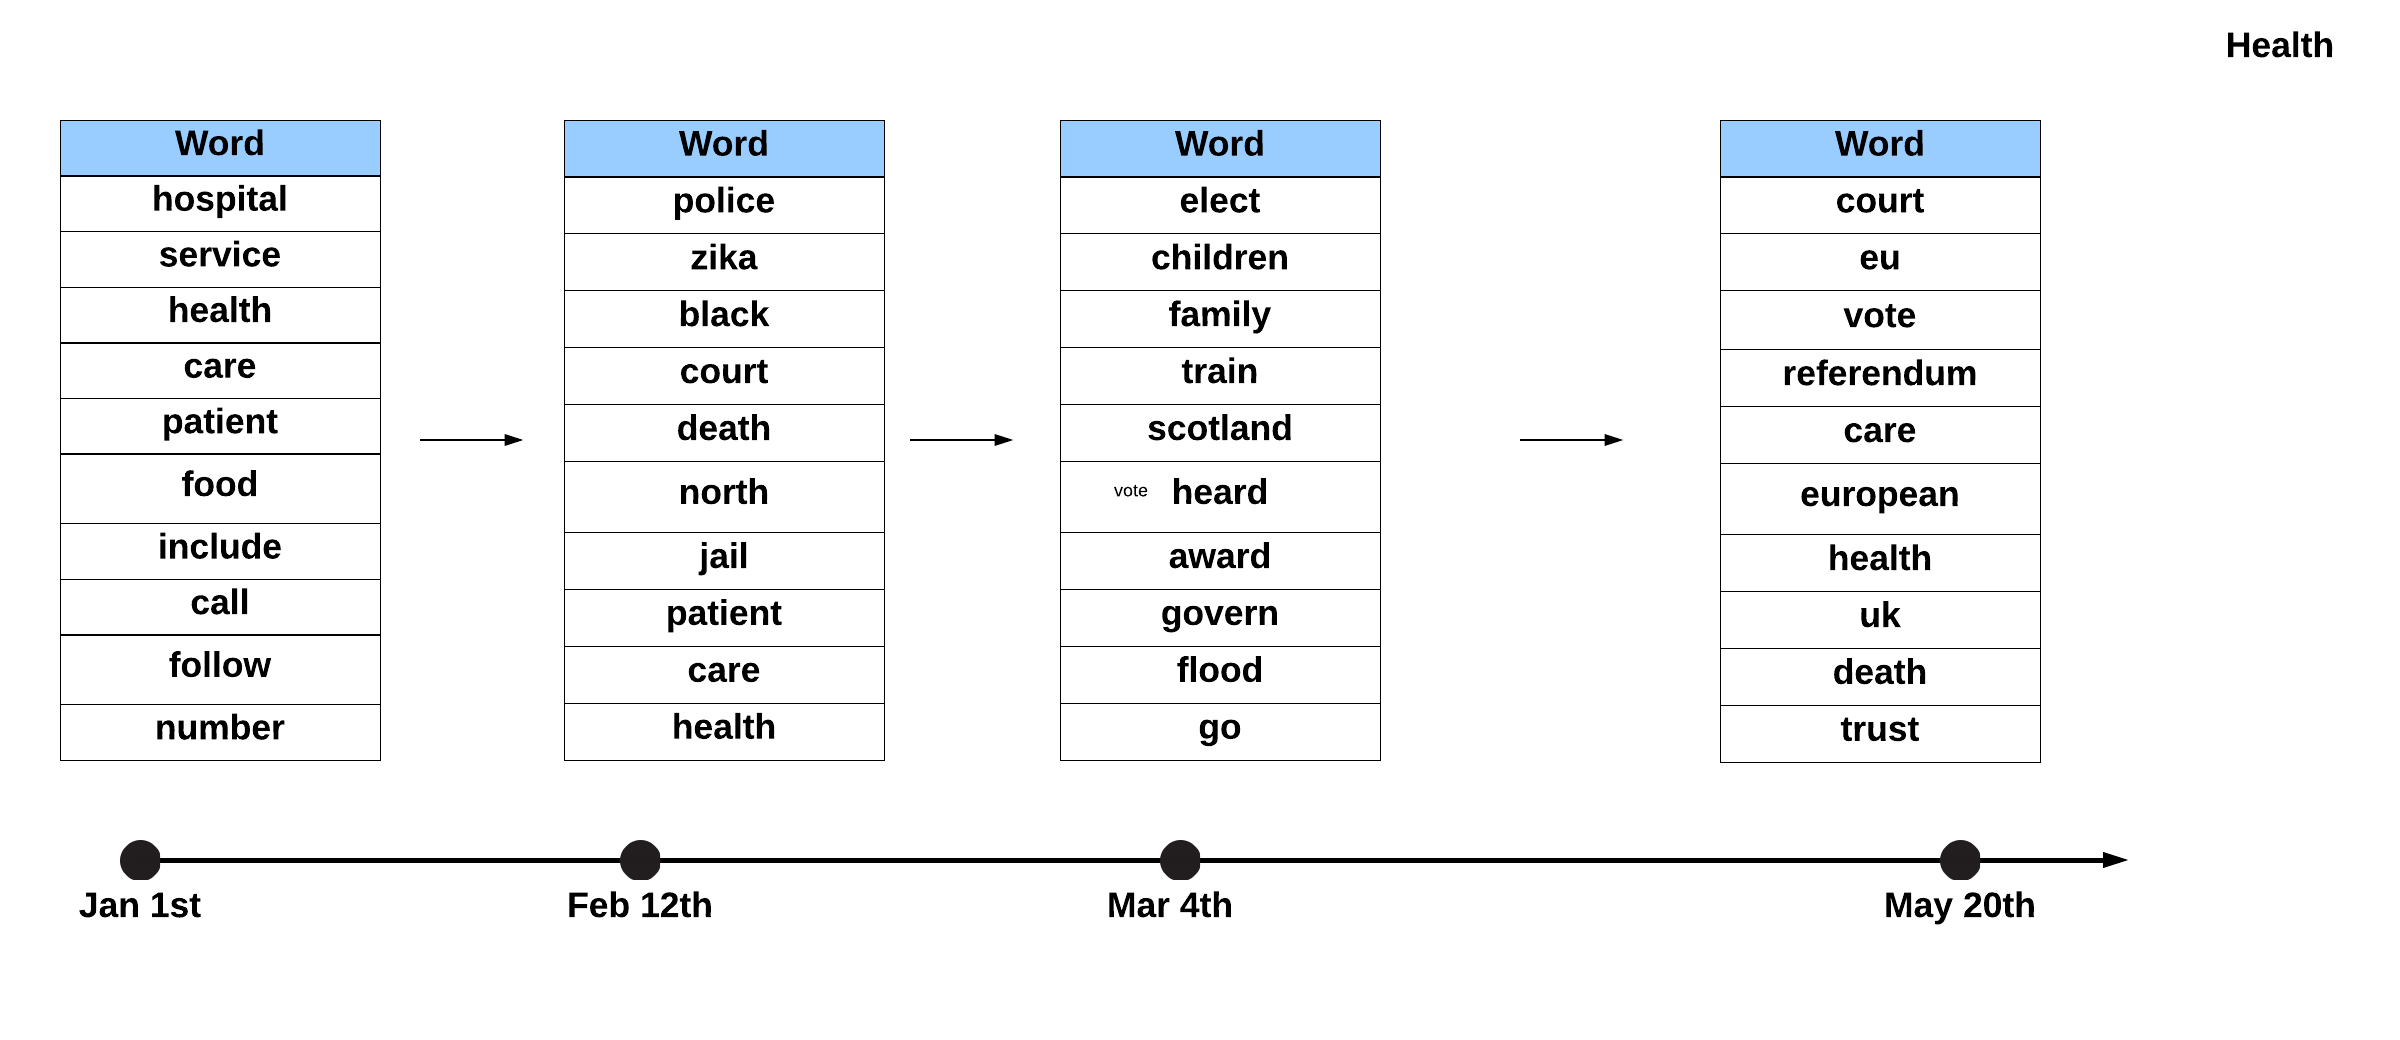 Health
Word
hospital
service
health
care
patient
food
include
call
follow
number
Word
police
zika
black
court
death
north
jail
patient
care
health
Word
elect
children
family
train
scotland
vote heard
award
govern
flood
go
Word
court
eu
vote
referendum
care
european
health
uk
death
trust
Jan 1st
Feb 12th
Mar 4th
May 20th